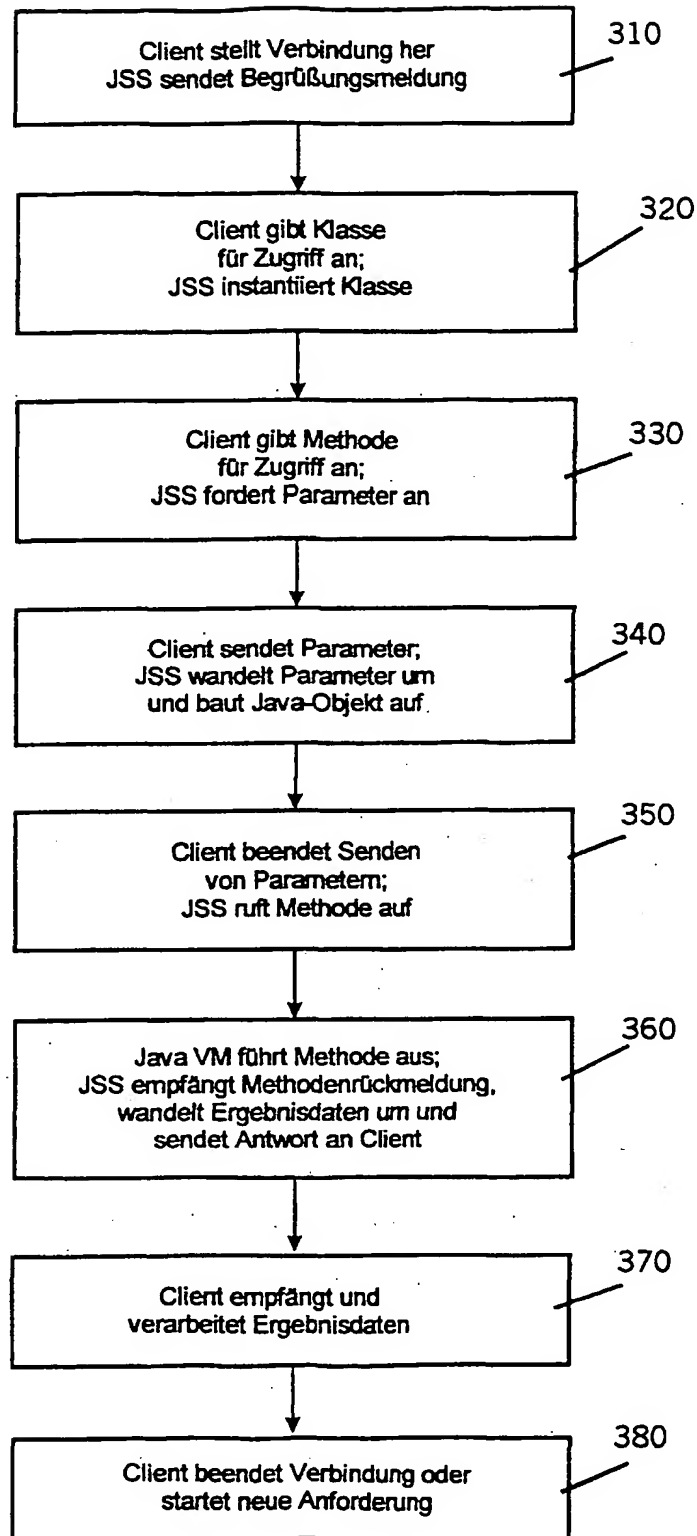 Client stellt Verbindung her
JSS sendet Begrüßungsmeldung
310
Client gibt Klasse
für Zugriff an;
JSS instantiiert Klasse
320
Client gibt Methode
für Zugriff an;
JSS fordert Parameter an
330
Client sendet Parameter;
JSS wandelt Parameter um
und baut Java-Objekt auf
340
Client beendet Senden
von Parametern;
JSS ruft Methode auf
350
Java VM führt Methode aus;
JSS empfängt Methodenrückmeldung,
wandelt Ergebnisdaten um und
sendet Antwort an Client
360
Client empfängt und
verarbeitet Ergebnisdaten
370
Client beendet Verbindung oder
startet neue Anforderung
380